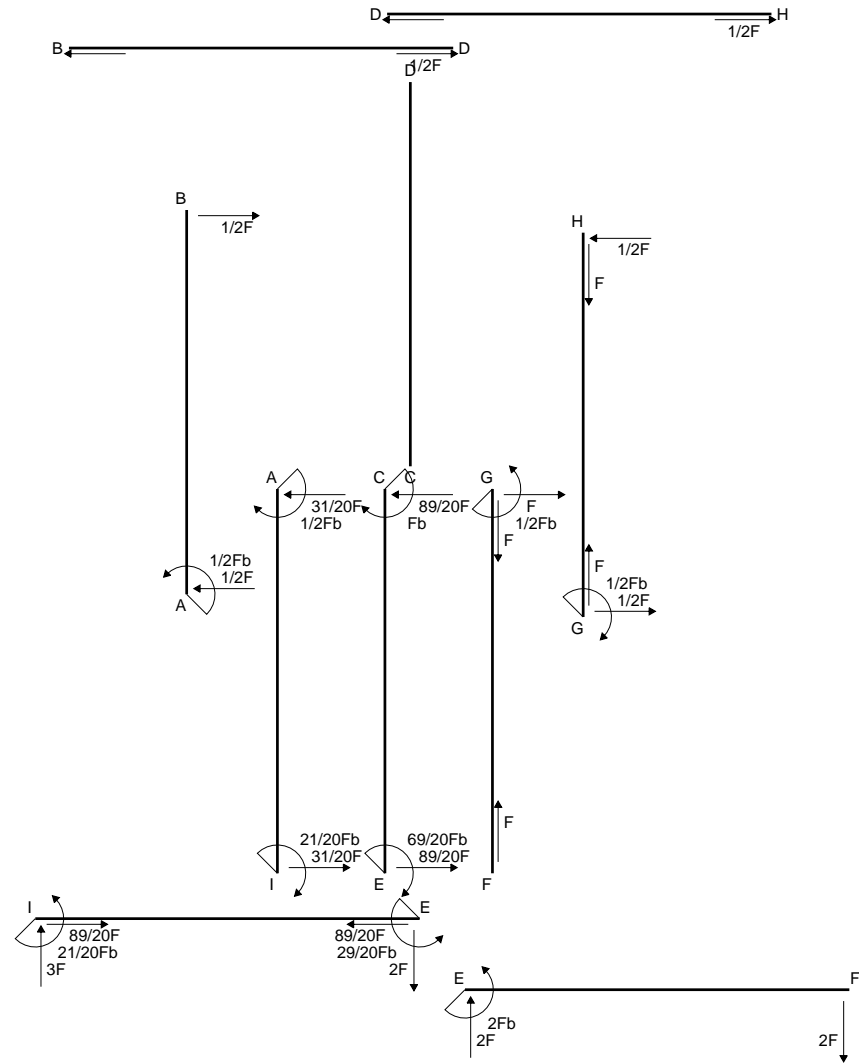 D H
1/2F
B D
1/2F
D
B
1/2F
H
1/2F
F
A C C G
31/20F 89/20F F
1/2Fb Fb 1/2Fb
F
F
1/2Fb
1/2F
A
1/2Fb
1/2F
G
F
21/20Fb 69/20Fb
31/20F 89/20F
I E F
I E
89/20F 89/20F
21/20Fb 29/20Fb
3F 2F
E F
2Fb
2F 2F